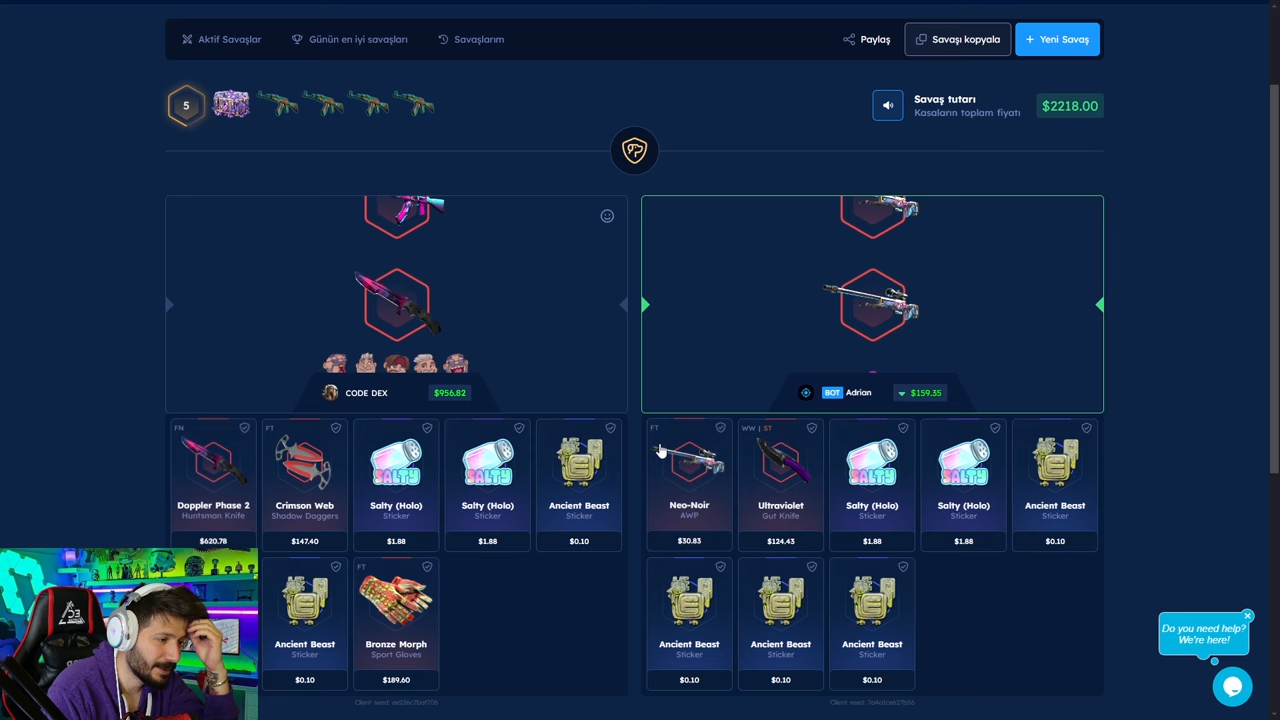 Aktif Savaşlar
Günün en iyi savaşları
Savaşlarım
Paylaş
Savaşı kopyala
+ Yeni Savaş
5
Savaş tutarı
Kasaların toplam fiyatı
$2218.00
CODE DEX
$956.82
BOT Adrian
$159.35
FN
Doppler Phase 2
Huntsman Knife
$620.78
FT
Crimson Web
Shadow Daggers
$147.40
SALTY
Salty (Holo)
Sticker
$1.88
SALTY
Salty (Holo)
Sticker
$1.88
Ancient Beast
Sticker
$0.10
FT
Neo-Noir
AWP
$30.83
WW | ST
Ultraviolet
Gut Knife
$124.43
SALTY
Salty (Holo)
Sticker
$1.88
SALTY
Salty (Holo)
Sticker
$1.88
Ancient Beast
Sticker
$0.10
Ancient Beast
Sticker
$0.10
FT
Bronze Morph
Sport Gloves
$189.60
Ancient Beast
Sticker
$0.10
Ancient Beast
Sticker
$0.10
Ancient Beast
Sticker
$0.10
Do you need help?
We're here!